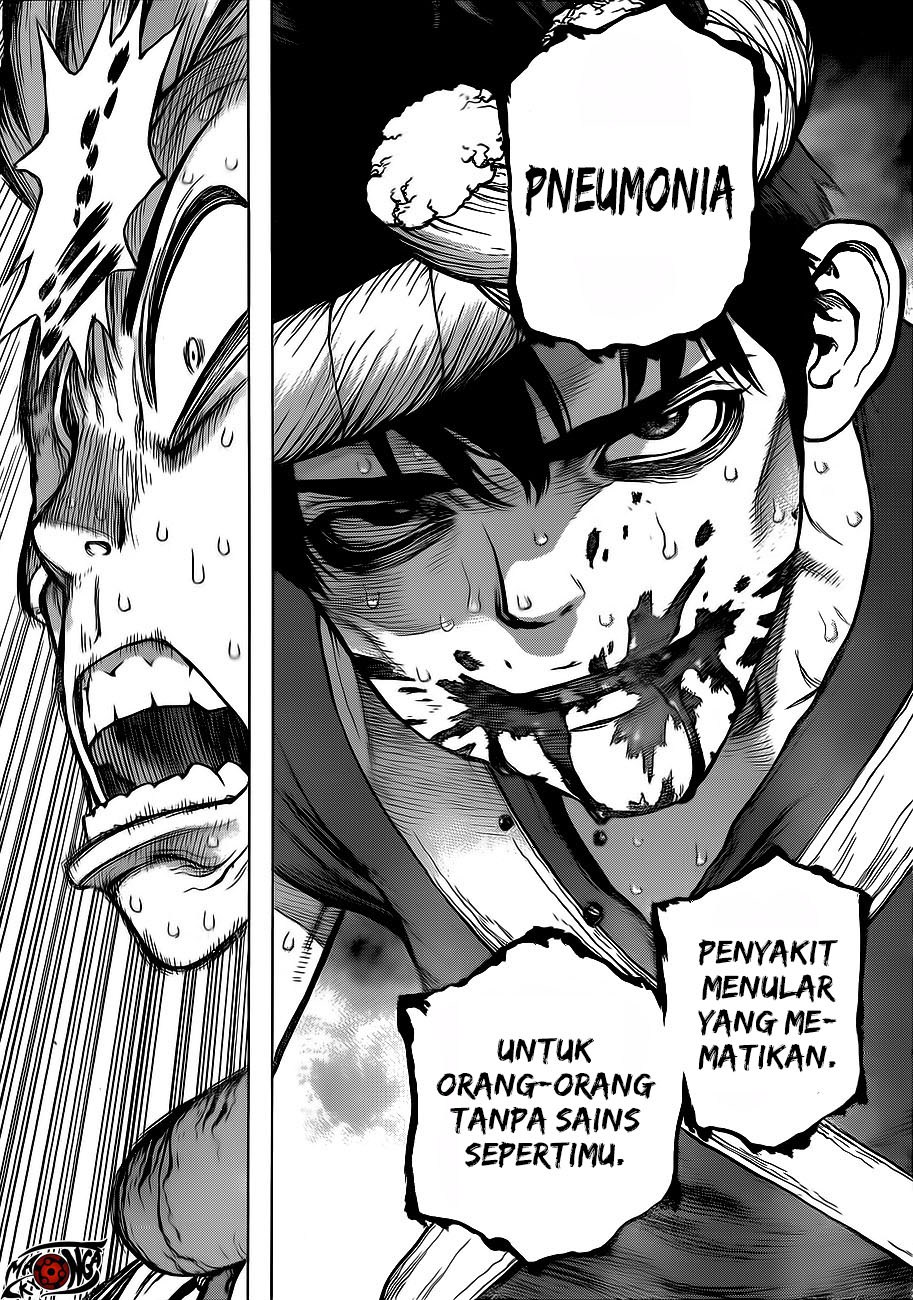 PNEUMONIA
PENYAKIT
MENULAR
YANG ME-
MATIKAN.
UNTUK
ORANG-ORANG
TANPA SAINS
SEPERTIMU.